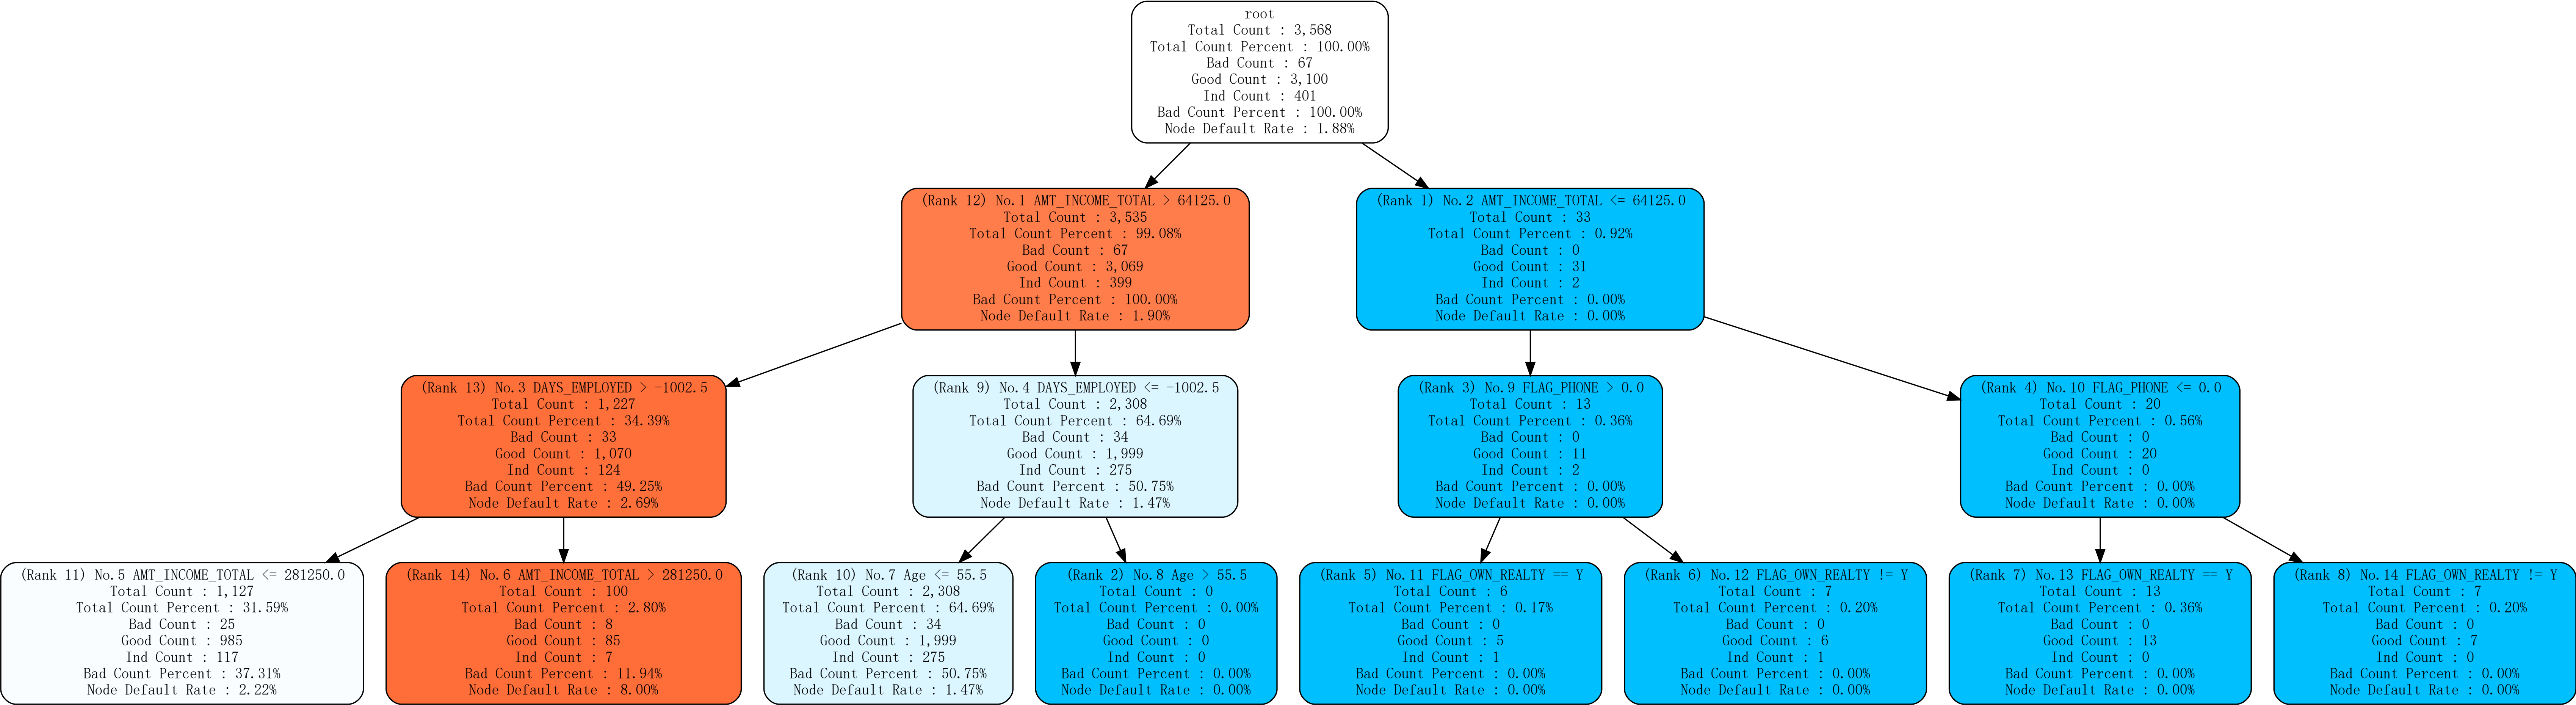 root
Total Count : 3,568
Total Count Percent : 100.00%
Bad Count : 67
Good Count : 3,100
Ind Count : 401
Bad Count Percent : 100.00%
Node Default Rate : 1.88%
(Rank 12) No.1 AMT_INCOME_TOTAL > 64125.0
Total Count : 3,535
Total Count Percent : 99.08%
Bad Count : 67
Good Count : 3,069
Ind Count : 399
Bad Count Percent : 100.00%
Node Default Rate : 1.90%
(Rank 1) No.2 AMT_INCOME_TOTAL <= 64125.0
Total Count : 33
Total Count Percent : 0.92%
Bad Count : 0
Good Count : 31
Ind Count : 2
Bad Count Percent : 0.00%
Node Default Rate : 0.00%
(Rank 13) No.3 DAYS_EMPLOYED > -1002.5
Total Count : 1,227
Total Count Percent : 34.39%
Bad Count : 33
Good Count : 1,070
Ind Count : 124
Bad Count Percent : 49.25%
Node Default Rate : 2.69%
(Rank 9) No.4 DAYS_EMPLOYED <= -1002.5
Total Count : 2,308
Total Count Percent : 64.69%
Bad Count : 34
Good Count : 1,999
Ind Count : 275
Bad Count Percent : 50.75%
Node Default Rate : 1.47%
(Rank 3) No.9 FLAG_PHONE > 0.0
Total Count : 13
Total Count Percent : 0.36%
Bad Count : 0
Good Count : 11
Ind Count : 2
Bad Count Percent : 0.00%
Node Default Rate : 0.00%
(Rank 4) No.10 FLAG_PHONE <= 0.0
Total Count : 20
Total Count Percent : 0.56%
Bad Count : 0
Good Count : 20
Ind Count : 0
Bad Count Percent : 0.00%
Node Default Rate : 0.00%
(Rank 11) No.5 AMT_INCOME_TOTAL <= 281250.0
Total Count : 1,127
Total Count Percent : 31.59%
Bad Count : 25
Good Count : 985
Ind Count : 117
Bad Count Percent : 37.31%
Node Default Rate : 2.22%
(Rank 14) No.6 AMT_INCOME_TOTAL > 281250.0
Total Count : 100
Total Count Percent : 2.80%
Bad Count : 8
Good Count : 85
Ind Count : 7
Bad Count Percent : 11.94%
Node Default Rate : 8.00%
(Rank 10) No.7 Age <= 55.5
Total Count : 2,308
Total Count Percent : 64.69%
Bad Count : 34
Good Count : 1,999
Ind Count : 275
Bad Count Percent : 50.75%
Node Default Rate : 1.47%
(Rank 2) No.8 Age > 55.5
Total Count : 0
Total Count Percent : 0.00%
Bad Count : 0
Good Count : 0
Ind Count : 0
Bad Count Percent : 0.00%
Node Default Rate : 0.00%
(Rank 5) No.11 FLAG_OWN_REALTY == Y
Total Count : 6
Total Count Percent : 0.17%
Bad Count : 0
Good Count : 5
Ind Count : 1
Bad Count Percent : 0.00%
Node Default Rate : 0.00%
(Rank 6) No.12 FLAG_OWN_REALTY != Y
Total Count : 7
Total Count Percent : 0.20%
Bad Count : 0
Good Count : 6
Ind Count : 1
Bad Count Percent : 0.00%
Node Default Rate : 0.00%
(Rank 7) No.13 FLAG_OWN_REALTY == Y
Total Count : 13
Total Count Percent : 0.36%
Bad Count : 0
Good Count : 13
Ind Count : 0
Bad Count Percent : 0.00%
Node Default Rate : 0.00%
(Rank 8) No.14 FLAG_OWN_REALTY != Y
Total Count : 7
Total Count Percent : 0.20%
Bad Count : 0
Good Count : 7
Ind Count : 0
Bad Count Percent : 0.00%
Node Default Rate : 0.00%